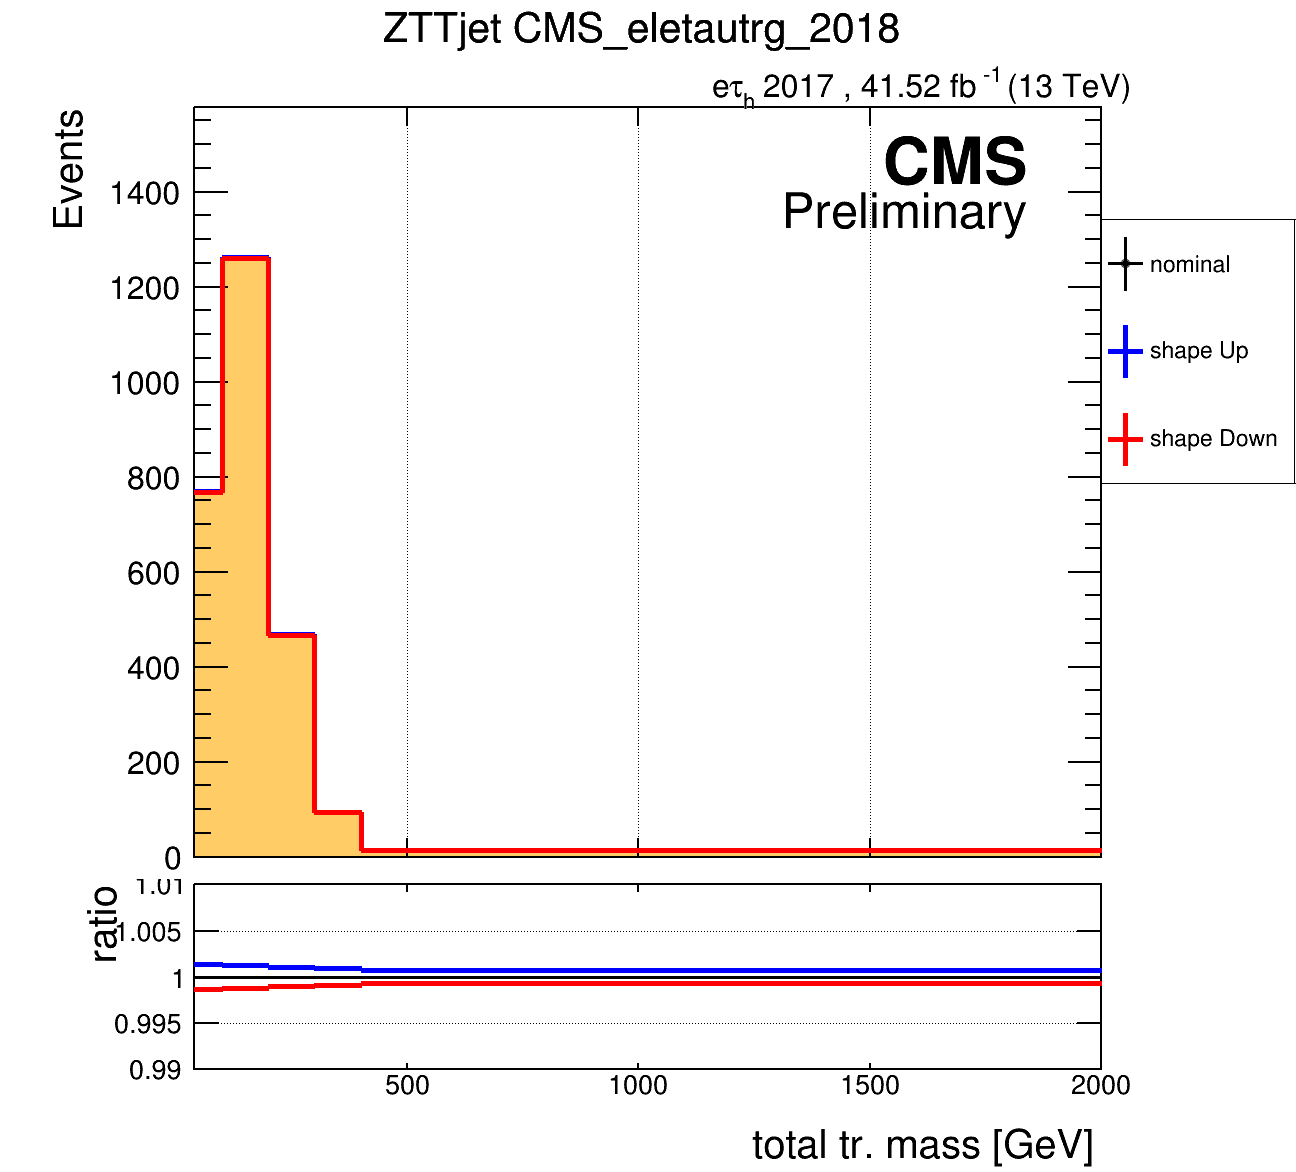 ZTTjet CMS_eletautrg_2018
eτh 2017 , 41.52 fb -1 (13 TeV)
Events
CMS
Preliminary
1400
1200
1000
800
600
400
200
0
nominal
shape Up
shape Down
ratio
1.01
1.005
1
0.995
0.99
500 1000 1500 2000
total tr. mass [GeV]